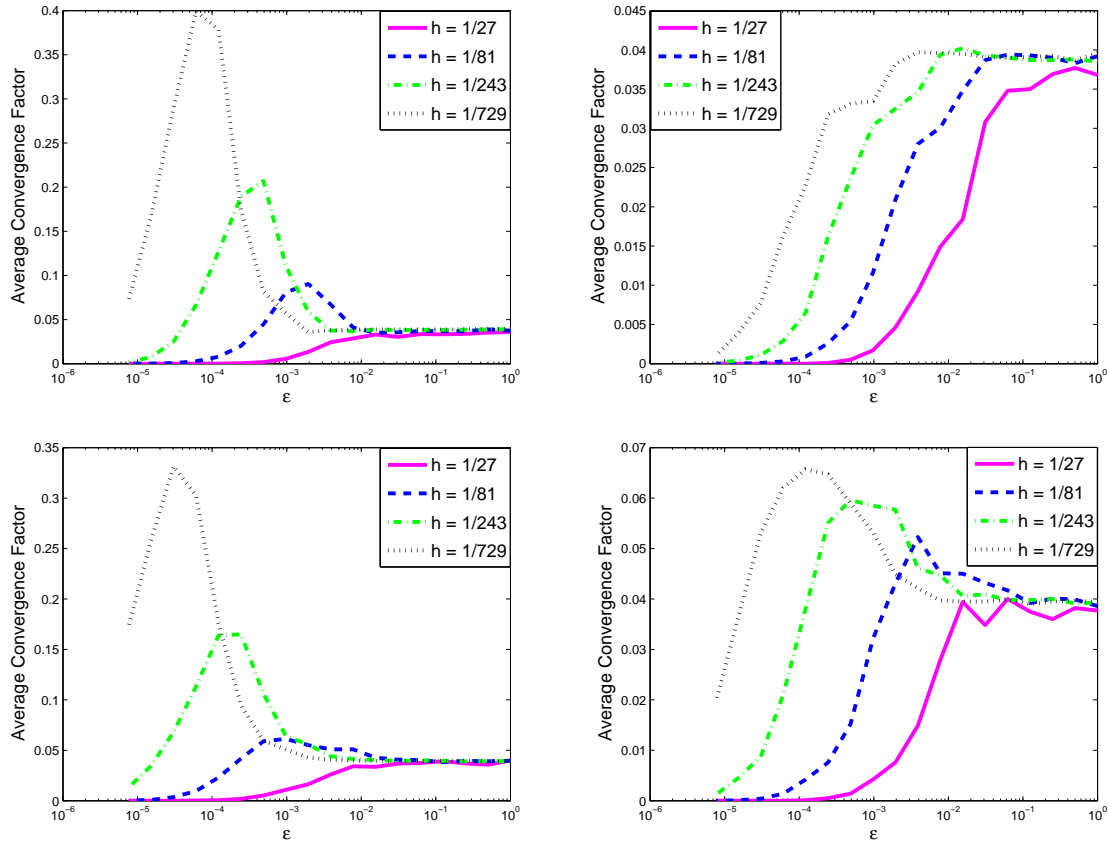 Average Convergence Factor
0.4
0.35
0.3
0.25
0.2
0.15
0.1
0.05
0
h = 1/27
h = 1/81
h = 1/243
h = 1/729
10⁻⁶ 10⁻⁵ 10⁻⁴ 10⁻³ 10⁻² 10⁻¹ 10⁰
ε
Average Convergence Factor
0.045
0.04
0.035
0.03
0.025
0.02
0.015
0.01
0.005
0
h = 1/27
h = 1/81
h = 1/243
h = 1/729
10⁻⁶ 10⁻⁵ 10⁻⁴ 10⁻³ 10⁻² 10⁻¹ 10⁰
ε
Average Convergence Factor
0.35
0.3
0.25
0.2
0.15
0.1
0.05
0
h = 1/27
h = 1/81
h = 1/243
h = 1/729
10⁻⁶ 10⁻⁵ 10⁻⁴ 10⁻³ 10⁻² 10⁻¹ 10⁰
ε
Average Convergence Factor
0.07
0.06
0.05
0.04
0.03
0.02
0.01
0
h = 1/27
h = 1/81
h = 1/243
h = 1/729
10⁻⁶ 10⁻⁵ 10⁻⁴ 10⁻³ 10⁻² 10⁻¹ 10⁰
ε